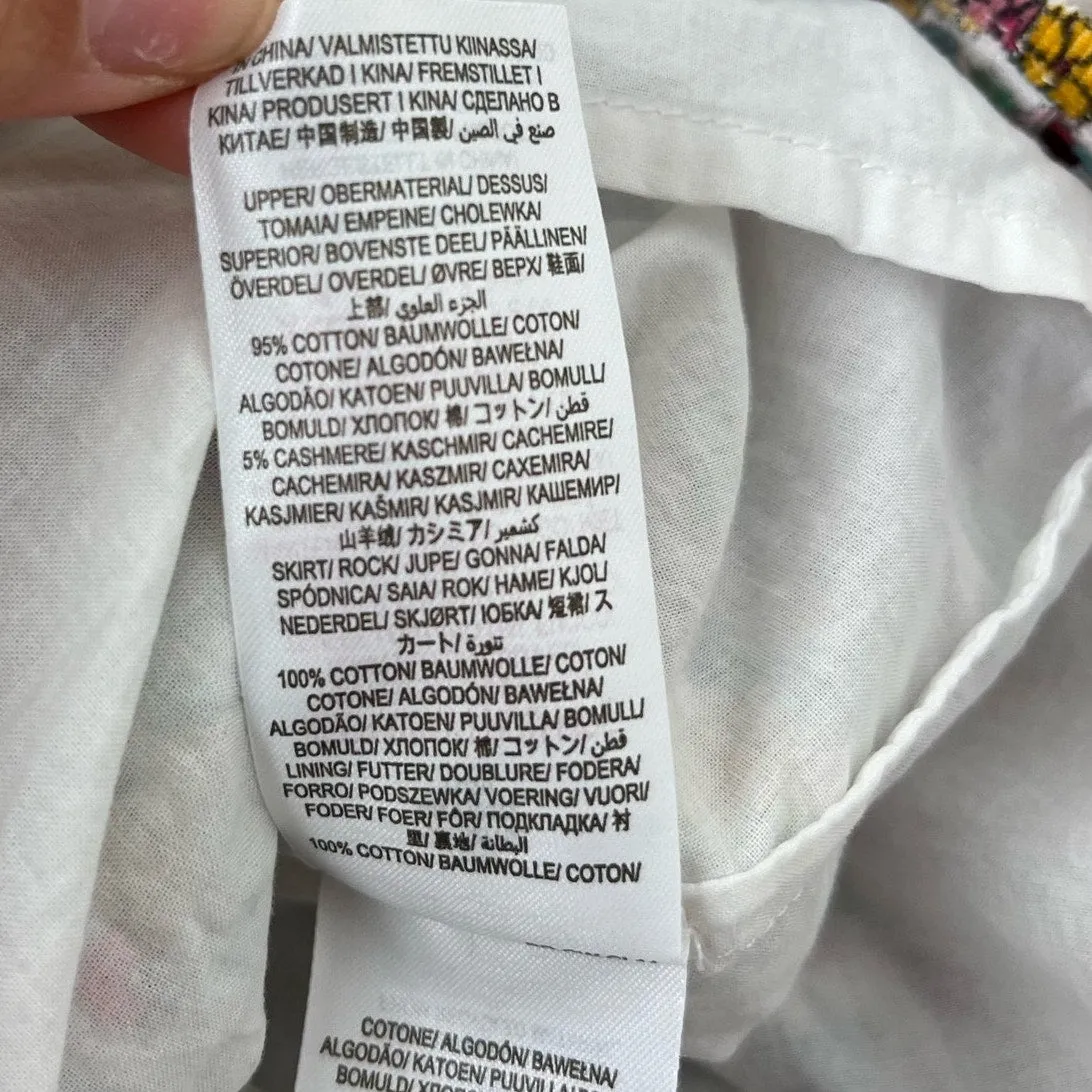 CHINA/ VALMISTETTU KIINASSA/
TILLVERKAD I KINA/ FREMSTILLET I
KINA/ PRODUSERT I KINA/ СДЕЛАНО В
КИТАЕ/ 中国制造/ 中国製/ صنع في الصين
UPPER/ OBERMATERIAL/ DESSUS/
TOMAIA/ EMPEINE/ CHOLEWKA/
SUPERIOR/ BOVENSTE DEEL/ PÄÄLLINEN/
ÖVERDEL/ OVERDEL/ ØVRE/ ВЕРХ/ 鞋面/
上部/ الجزء العلوي
95% COTTON/ BAUMWOLLE/ COTON/
COTONE/ ALGODÓN/ BAWEŁNA/
ALGODÃO/ KATOEN/ PUUVILLA/ BOMULL/
BOMULD/ ХЛОПОК/ 棉/ コットン/ قطن
5% CASHMERE/ KASCHMIR/ CACHEMIRE/
CACHEMIRA/ KASZMIR/ CAXEMIRA/
KASJMIER/ KAŠMIR/ KASJMIR/ КАШЕМИР/
山羊绒/ カシミア/ كشمير
SKIRT/ ROCK/ JUPE/ GONNA/ FALDA/
SPÓDNICA/ SAIA/ ROK/ HAME/ KJOL/
NEDERDEL/ SKJØRT/ ЮБКА/ 短裙/ ス
カート/ تنورة
100% COTTON/ BAUMWOLLE/ COTON/
COTONE/ ALGODÓN/ BAWEŁNA/
ALGODÃO/ KATOEN/ PUUVILLA/ BOMULL/
BOMULD/ ХЛОПОК/ 棉/ コットン/ قطن
LINING/ FUTTER/ DOUBLURE/ FODERA/
FORRO/ PODSZEWKA/ VOERING/ VUORI/
FODER/ FOER/ FÔR/ ПОДКЛАДКА/ 衬
里/ 裏地/ البطانة
100% COTTON/ BAUMWOLLE/ COTON/
COTONE/ ALGODÓN/ BAWEŁNA/
ALGODÃO/ KATOEN/ PUUVILLA/
BOMULD/